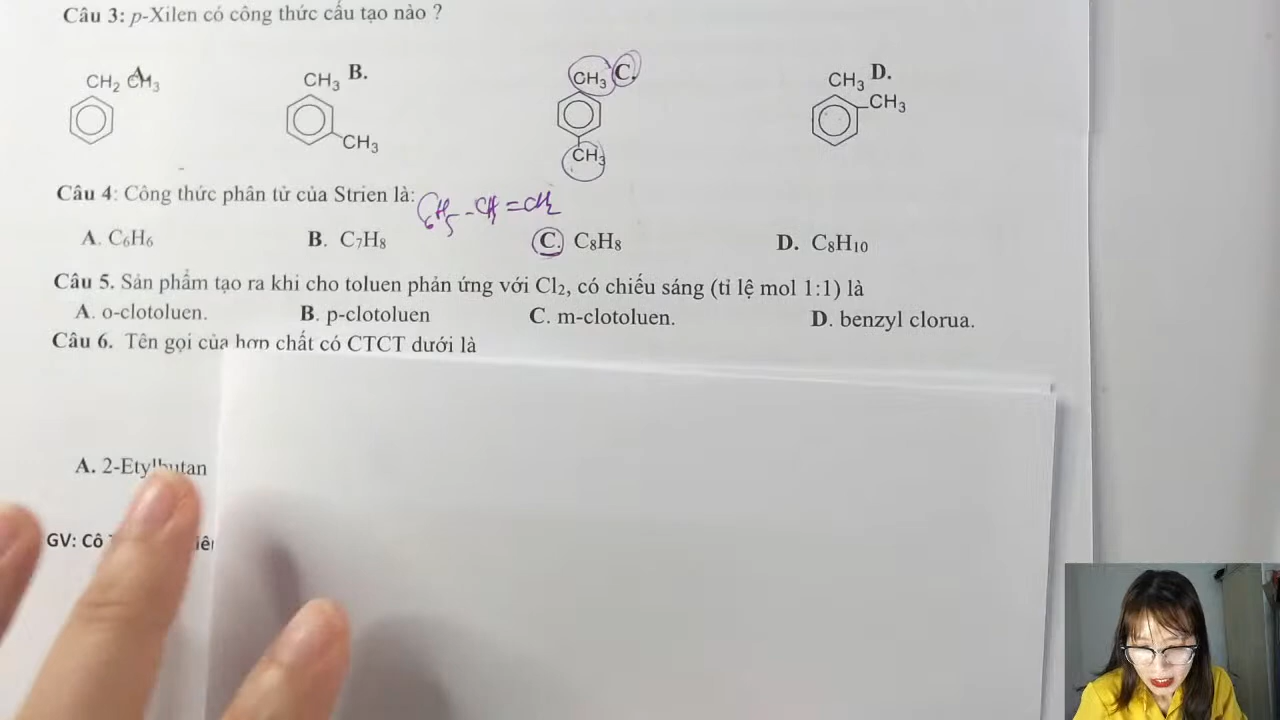 Câu 3: p-Xilen có công thức cấu tạo nào ?
A. CH₂ CH₃
CH₃ B.
CH₃
CH₃ C.
CH₃
CH₃ D.
CH₃
Câu 4: Công thức phân tử của Strien là:
C₆H₅-CH=CH₂
A. C₆H₆ B. C₇H₈ C. C₈H₈ D. C₈H₁₀
Câu 5. Sản phẩm tạo ra khi cho toluen phản ứng với Cl₂, có chiếu sáng (tỉ lệ mol 1:1) là
A. o-clotoluen. B. p-clotoluen C. m-clotoluen. D. benzyl clorua.
Câu 6. Tên gọi của hợp chất có CTCT dưới là
A. 2-Etylbutan
GV: Cô